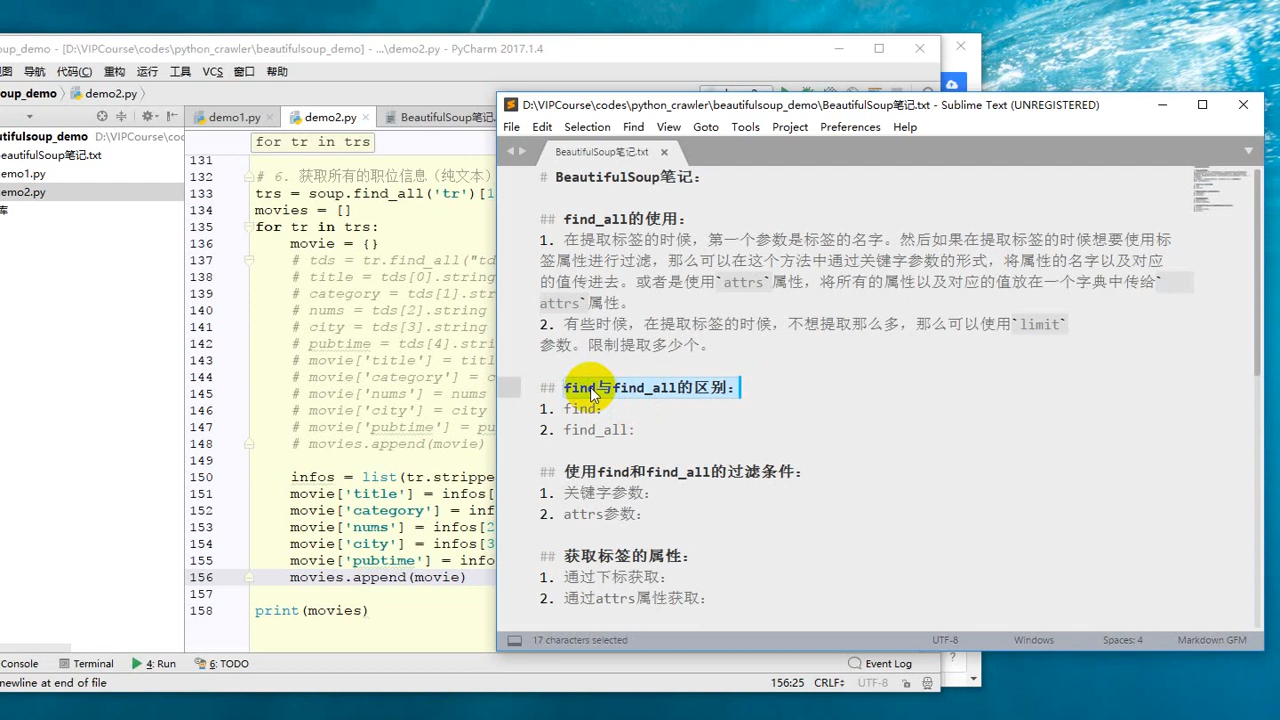 oup_demo - [D:\VIPCourse\codes\python_crawler\beautifulsoup_demo] - ...\demo2.py - PyCharm 2017.1.4
视图 导航 代码(C) 重构 运行 工具 VCS 窗口 帮助
oup_demo demo2.py
demo1.py demo2.py BeautifulSoup笔记.txt
autifulsoup_demo D:\VIPCourse\cod
eautifulSoup笔记.txt
emo1.py
emo2.py
库
for tr in trs
131
132 # 6. 获取所有的职位信息（纯文本）
133 trs = soup.find_all('tr')[1
134 movies = []
135 for tr in trs:
136 movie = {}
137 # tds = tr.find_all("td
138 # title = tds[0].string
139 # category = tds[1].str
140 # nums = tds[2].string
141 # city = tds[3].string
142 # pubtime = tds[4].str
143 # movie['title'] = titl
144 # movie['category'] = c
145 # movie['nums'] = nums
146 # movie['city'] = city
147 # movie['pubtime'] = pu
148 # movies.append(movie)
149
150 infos = list(tr.strippe
151 movie['title'] = infos[
152 movie['category'] = inf
153 movie['nums'] = infos[2
154 movie['city'] = infos[3
155 movie['pubtime'] = info
156 movies.append(movie)
157
158 print(movies)
Console Terminal 4: Run 6: TODO Event Log
newline at end of file 156:25 CRLF UTF-8
D:\VIPCourse\codes\python_crawler\beautifulsoup_demo\BeautifulSoup笔记.txt - Sublime Text (UNREGISTERED)
File Edit Selection Find View Goto Tools Project Preferences Help
BeautifulSoup笔记.txt
# BeautifulSoup笔记：
## find_all的使用：
1. 在提取标签的时候，第一个参数是标签的名字。然后如果在提取标签的时候想要使用标
签属性进行过滤，那么可以在这个方法中通过关键字参数的形式，将属性的名字以及对应
的值传进去。或者是使用`attrs`属性，将所有的属性以及对应的值放在一个字典中传给`
attrs`属性。
2. 有些时候，在提取标签的时候，不想提取那么多，那么可以使用`limit`
参数。限制提取多少个。
## find与find_all的区别：
1. find:
2. find_all:
## 使用find和find_all的过滤条件：
1. 关键字参数：
2. attrs参数：
## 获取标签的属性：
1. 通过下标获取：
2. 通过attrs属性获取：
17 characters selected UTF-8 Windows Spaces: 4 Markdown GFM